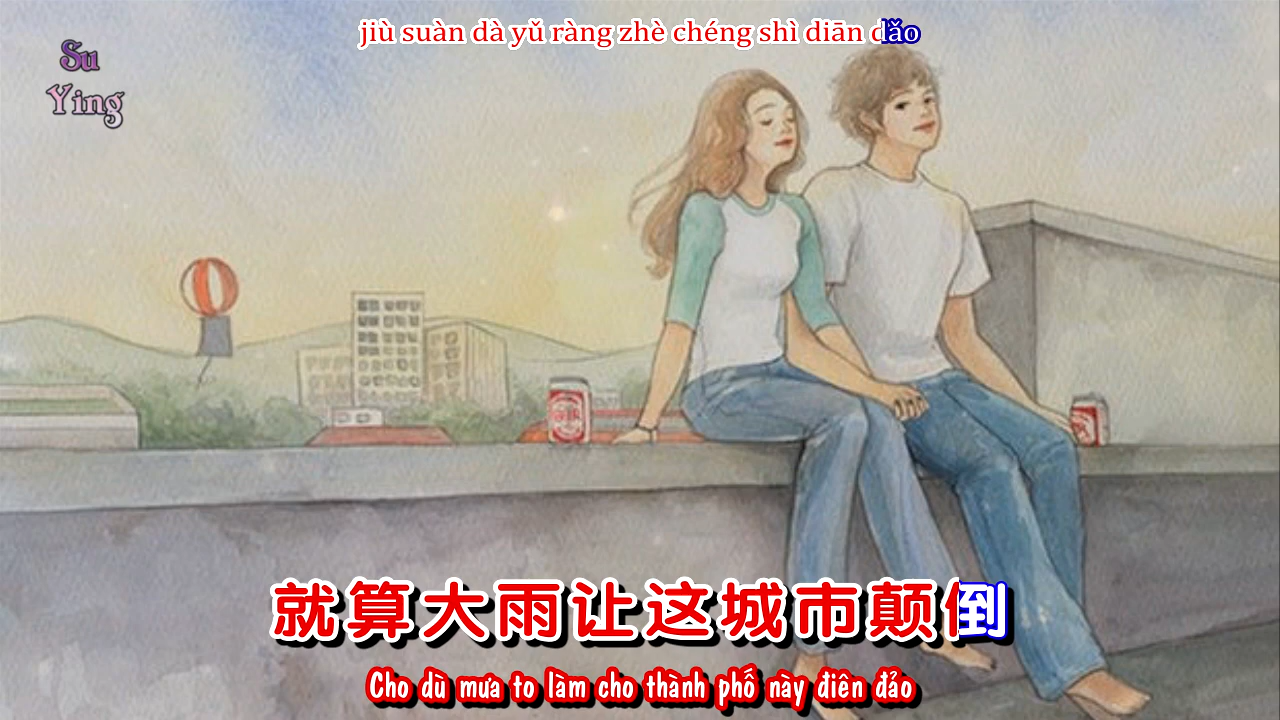 jiù suàn dà yǔ ràng zhè chéng shì diān dǎo
Su
Ying
就算大雨让这城市颠倒
Cho dù mưa to làm cho thành phố này điên đảo